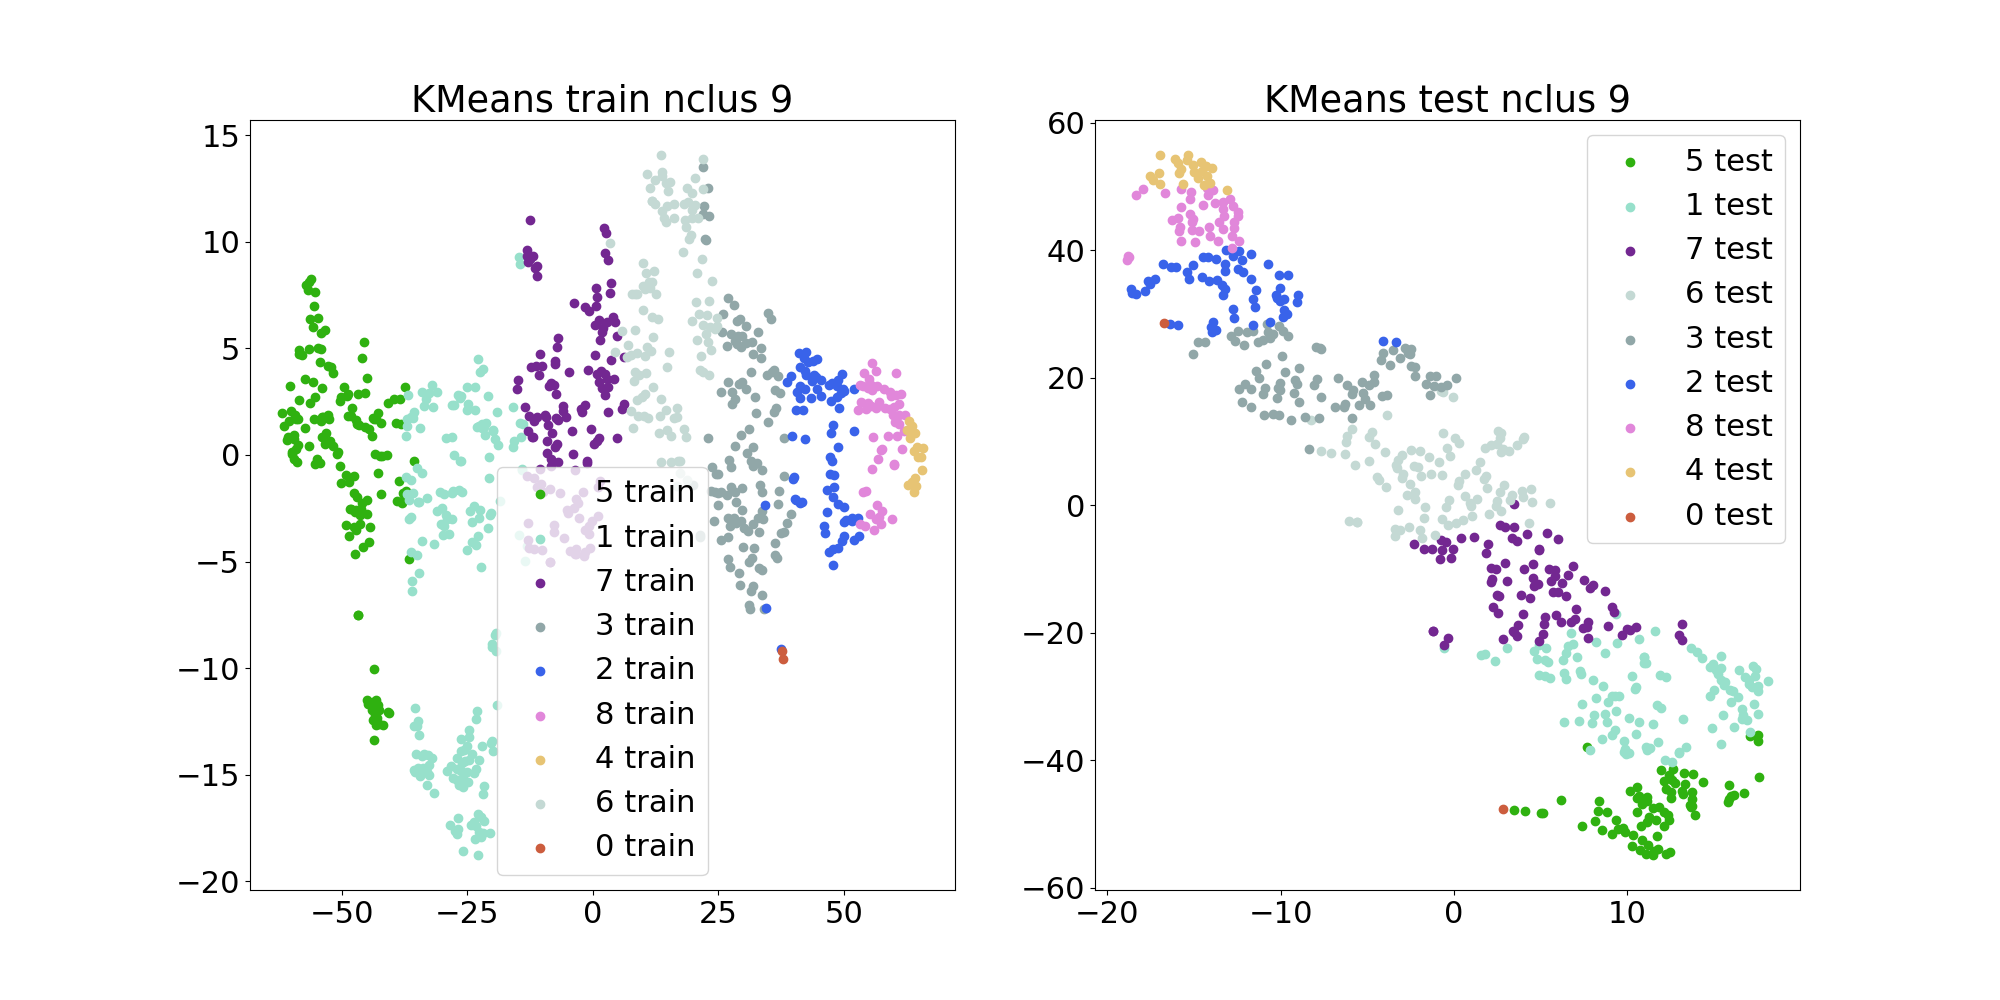 KMeans train nclus 9
15
10
5
0
−5
−10
−15
−20
−50
−25
0
25
50
5 train
1 train
7 train
3 train
2 train
8 train
4 train
6 train
0 train
KMeans test nclus 9
60
40
20
0
−20
−40
−60
−20
−10
0
10
5 test
1 test
7 test
6 test
3 test
2 test
8 test
4 test
0 test